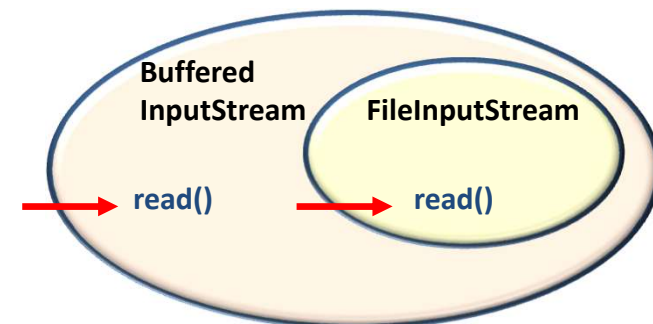 Buffered
InputStream
FileInputStream
read()
read()